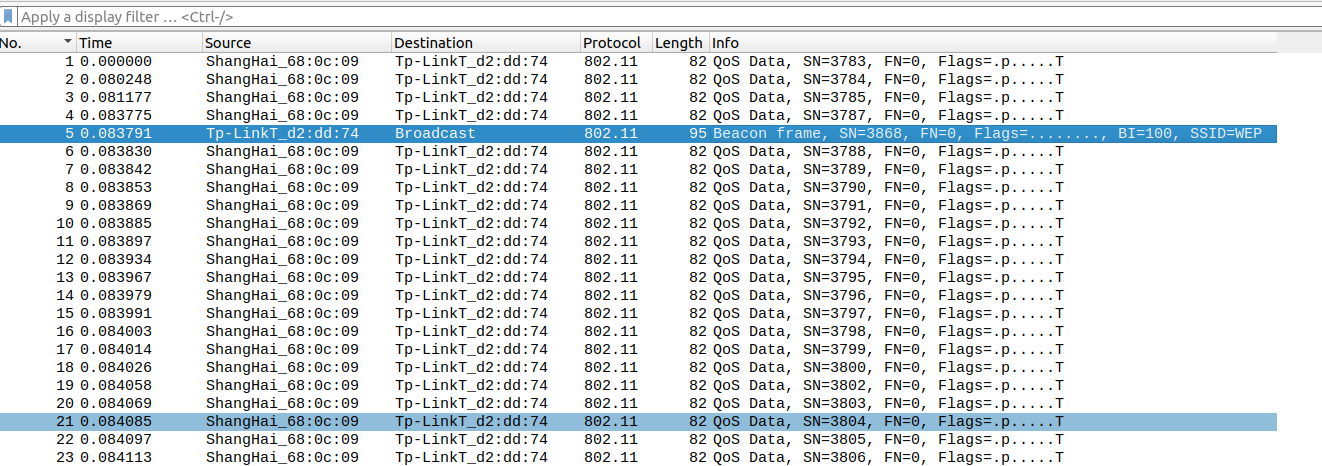 Apply a display filter … <Ctrl-/>
No. Time Source Destination Protocol Length Info
1 0.000000 ShangHai_68:0c:09 Tp-LinkT_d2:dd:74 802.11 82 QoS Data, SN=3783, FN=0, Flags=.p.....T
2 0.080248 ShangHai_68:0c:09 Tp-LinkT_d2:dd:74 802.11 82 QoS Data, SN=3784, FN=0, Flags=.p.....T
3 0.081177 ShangHai_68:0c:09 Tp-LinkT_d2:dd:74 802.11 82 QoS Data, SN=3785, FN=0, Flags=.p.....T
4 0.083775 ShangHai_68:0c:09 Tp-LinkT_d2:dd:74 802.11 82 QoS Data, SN=3787, FN=0, Flags=.p.....T
5 0.083791 Tp-LinkT_d2:dd:74 Broadcast 802.11 95 Beacon frame, SN=3868, FN=0, Flags=........, BI=100, SSID=WEP
6 0.083830 ShangHai_68:0c:09 Tp-LinkT_d2:dd:74 802.11 82 QoS Data, SN=3788, FN=0, Flags=.p.....T
7 0.083842 ShangHai_68:0c:09 Tp-LinkT_d2:dd:74 802.11 82 QoS Data, SN=3789, FN=0, Flags=.p.....T
8 0.083853 ShangHai_68:0c:09 Tp-LinkT_d2:dd:74 802.11 82 QoS Data, SN=3790, FN=0, Flags=.p.....T
9 0.083869 ShangHai_68:0c:09 Tp-LinkT_d2:dd:74 802.11 82 QoS Data, SN=3791, FN=0, Flags=.p.....T
10 0.083885 ShangHai_68:0c:09 Tp-LinkT_d2:dd:74 802.11 82 QoS Data, SN=3792, FN=0, Flags=.p.....T
11 0.083897 ShangHai_68:0c:09 Tp-LinkT_d2:dd:74 802.11 82 QoS Data, SN=3793, FN=0, Flags=.p.....T
12 0.083934 ShangHai_68:0c:09 Tp-LinkT_d2:dd:74 802.11 82 QoS Data, SN=3794, FN=0, Flags=.p.....T
13 0.083967 ShangHai_68:0c:09 Tp-LinkT_d2:dd:74 802.11 82 QoS Data, SN=3795, FN=0, Flags=.p.....T
14 0.083979 ShangHai_68:0c:09 Tp-LinkT_d2:dd:74 802.11 82 QoS Data, SN=3796, FN=0, Flags=.p.....T
15 0.083991 ShangHai_68:0c:09 Tp-LinkT_d2:dd:74 802.11 82 QoS Data, SN=3797, FN=0, Flags=.p.....T
16 0.084003 ShangHai_68:0c:09 Tp-LinkT_d2:dd:74 802.11 82 QoS Data, SN=3798, FN=0, Flags=.p.....T
17 0.084014 ShangHai_68:0c:09 Tp-LinkT_d2:dd:74 802.11 82 QoS Data, SN=3799, FN=0, Flags=.p.....T
18 0.084026 ShangHai_68:0c:09 Tp-LinkT_d2:dd:74 802.11 82 QoS Data, SN=3800, FN=0, Flags=.p.....T
19 0.084058 ShangHai_68:0c:09 Tp-LinkT_d2:dd:74 802.11 82 QoS Data, SN=3802, FN=0, Flags=.p.....T
20 0.084069 ShangHai_68:0c:09 Tp-LinkT_d2:dd:74 802.11 82 QoS Data, SN=3803, FN=0, Flags=.p.....T
21 0.084085 ShangHai_68:0c:09 Tp-LinkT_d2:dd:74 802.11 82 QoS Data, SN=3804, FN=0, Flags=.p.....T
22 0.084097 ShangHai_68:0c:09 Tp-LinkT_d2:dd:74 802.11 82 QoS Data, SN=3805, FN=0, Flags=.p.....T
23 0.084113 ShangHai_68:0c:09 Tp-LinkT_d2:dd:74 802.11 82 QoS Data, SN=3806, FN=0, Flags=.p.....T